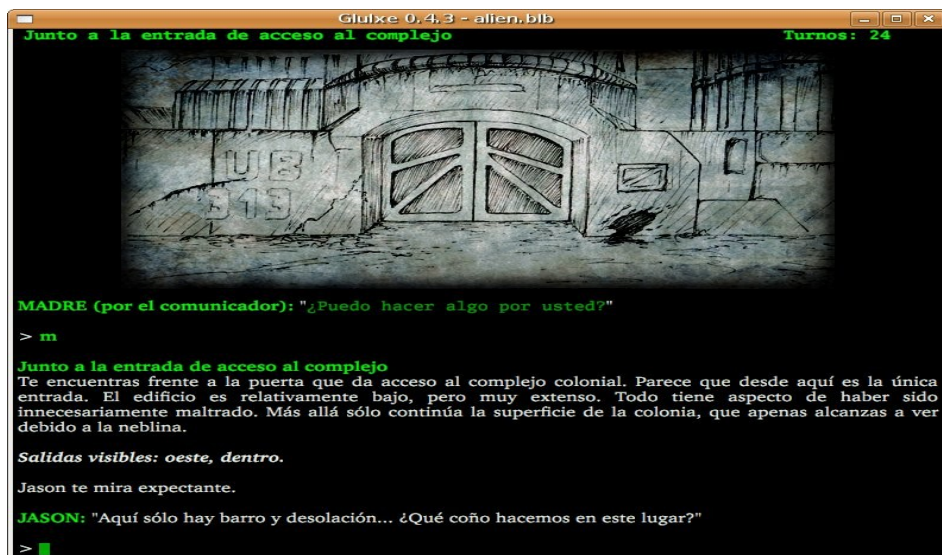 Glulxe 0.4.3 - alien.blb
Junto a la entrada de acceso al complejo Turnos: 24
UB
313
MADRE (por el comunicador): "¿Puedo hacer algo por usted?"
> m
Junto a la entrada de acceso al complejo
Te encuentras frente a la puerta que da acceso al complejo colonial. Parece que desde aquí es la única
entrada. El edificio es relativamente bajo, pero muy extenso. Todo tiene aspecto de haber sido
innecesariamente maltrado. Más allá sólo continúa la superficie de la colonia, que apenas alcanzas a ver
debido a la neblina.
Salidas visibles: oeste, dentro.
Jason te mira expectante.
JASON: "Aquí sólo hay barro y desolación... ¿Qué coño hacemos en este lugar?"
>